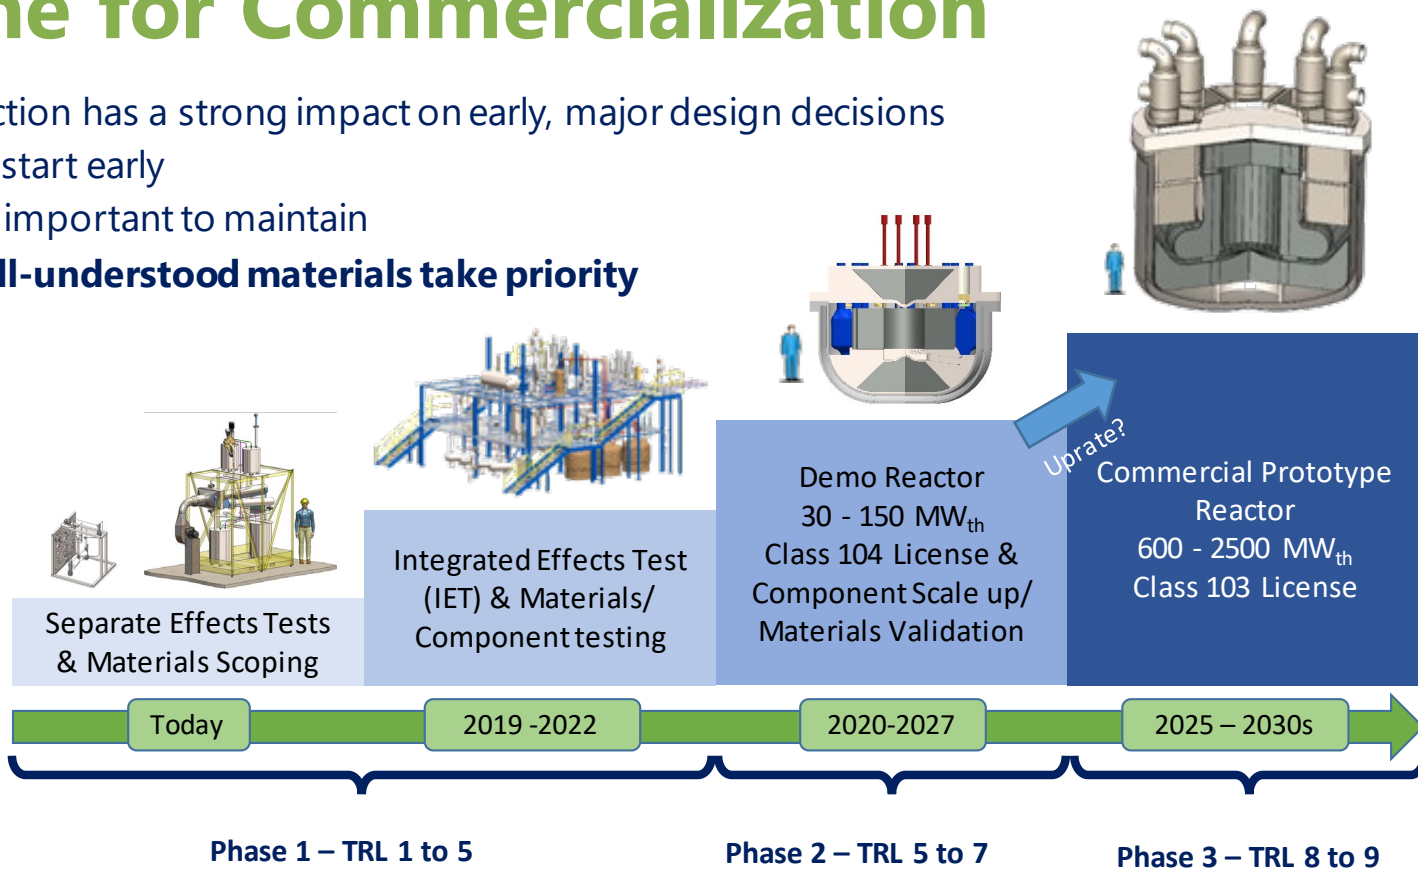 ne for Commercialization
ction has a strong impact on early, major design decisions
start early
important to maintain
ll-understood materials take priority
Uprate?
Separate Effects Tests
& Materials Scoping
Integrated Effects Test
(IET) & Materials/
Component testing
Demo Reactor
30 - 150 MWth
Class 104 License &
Component Scale up/
Materials Validation
Commercial Prototype
Reactor
600 - 2500 MWth
Class 103 License
Today
2019 -2022
2020-2027
2025 – 2030s
Phase 1 – TRL 1 to 5
Phase 2 – TRL 5 to 7
Phase 3 – TRL 8 to 9